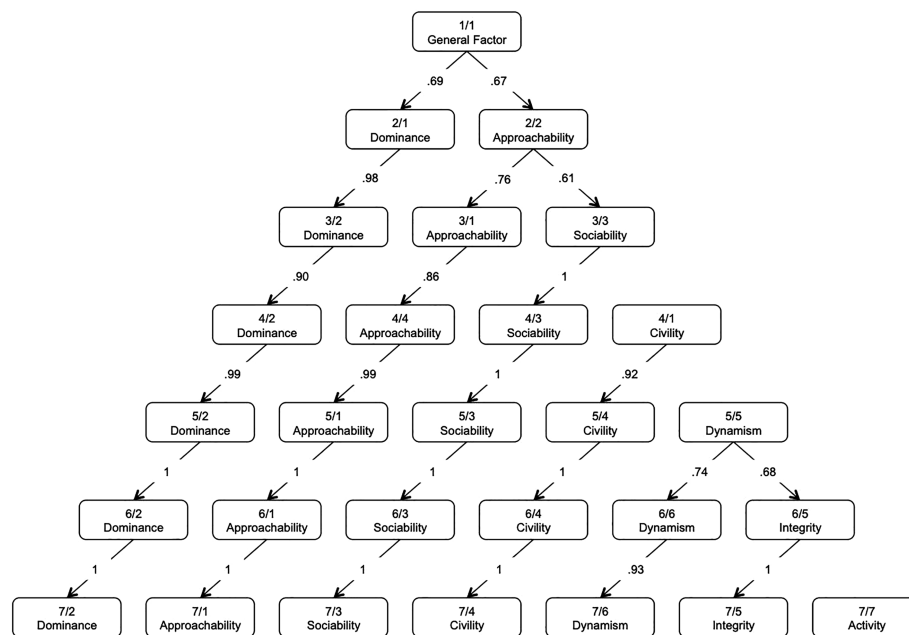 1/1
General Factor
.69
.67
2/1
Dominance
2/2
Approachability
.98
.76
.61
3/2
Dominance
3/1
Approachability
3/3
Sociability
.90
.86
1
4/2
Dominance
4/4
Approachability
4/3
Sociability
4/1
Civility
.99
.99
1
.92
5/2
Dominance
5/1
Approachability
5/3
Sociability
5/4
Civility
5/5
Dynamism
1
1
1
1
.74
.68
6/2
Dominance
6/1
Approachability
6/3
Sociability
6/4
Civility
6/6
Dynamism
6/5
Integrity
1
1
1
1
.93
1
7/2
Dominance
7/1
Approachability
7/3
Sociability
7/4
Civility
7/6
Dynamism
7/5
Integrity
7/7
Activity